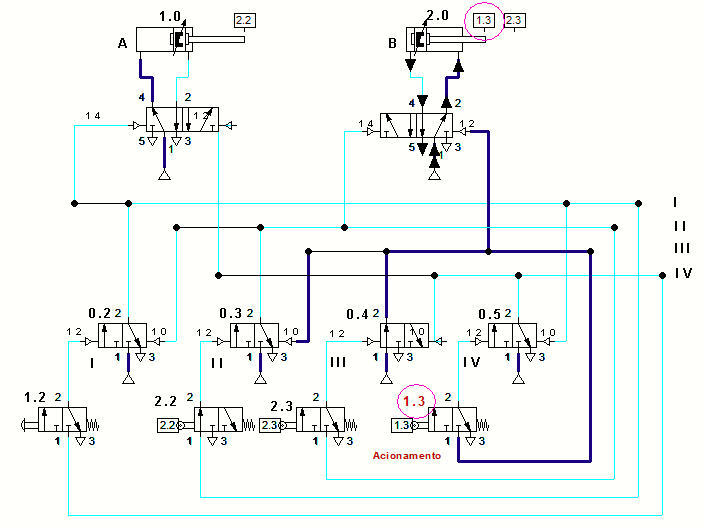 1.0 2.2 2.0 1.3 2.3
A B
4 2 4 2
14 12 14 12
5 1 3 5 1 3
I
II
III
IV
0.2 2 0.3 2 0.4 2 0.5 2
12 10 12 10 12 10 12 10
I 1 3 II 1 3 III 1 3 IV 1 3
1.2 2 2.2 2 2.3 2 1.3 2
2.2 2.3 1.3
1 3 1 3 1 3 1 3
Acionamento